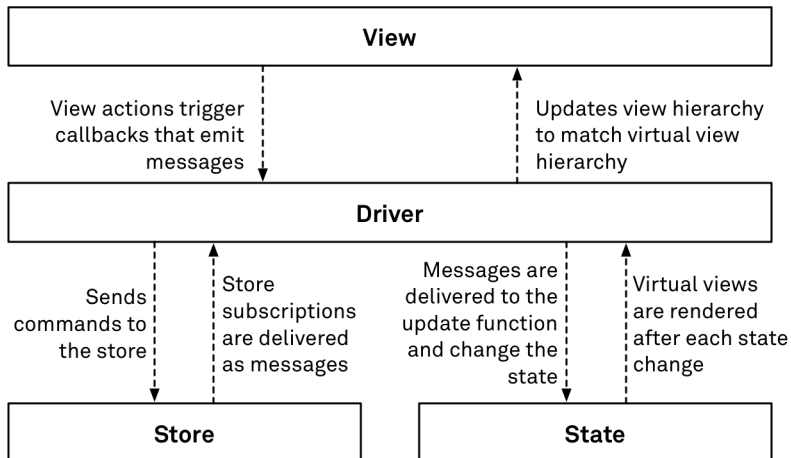 View
View actions trigger
callbacks that emit
messages
Updates view hierarchy
to match virtual view
hierarchy
Driver
Sends
commands to
the store
Store
subscriptions
are delivered
as messages
Messages are
delivered to the
update function
and change the
state
Virtual views
are rendered
after each state
change
Store
State